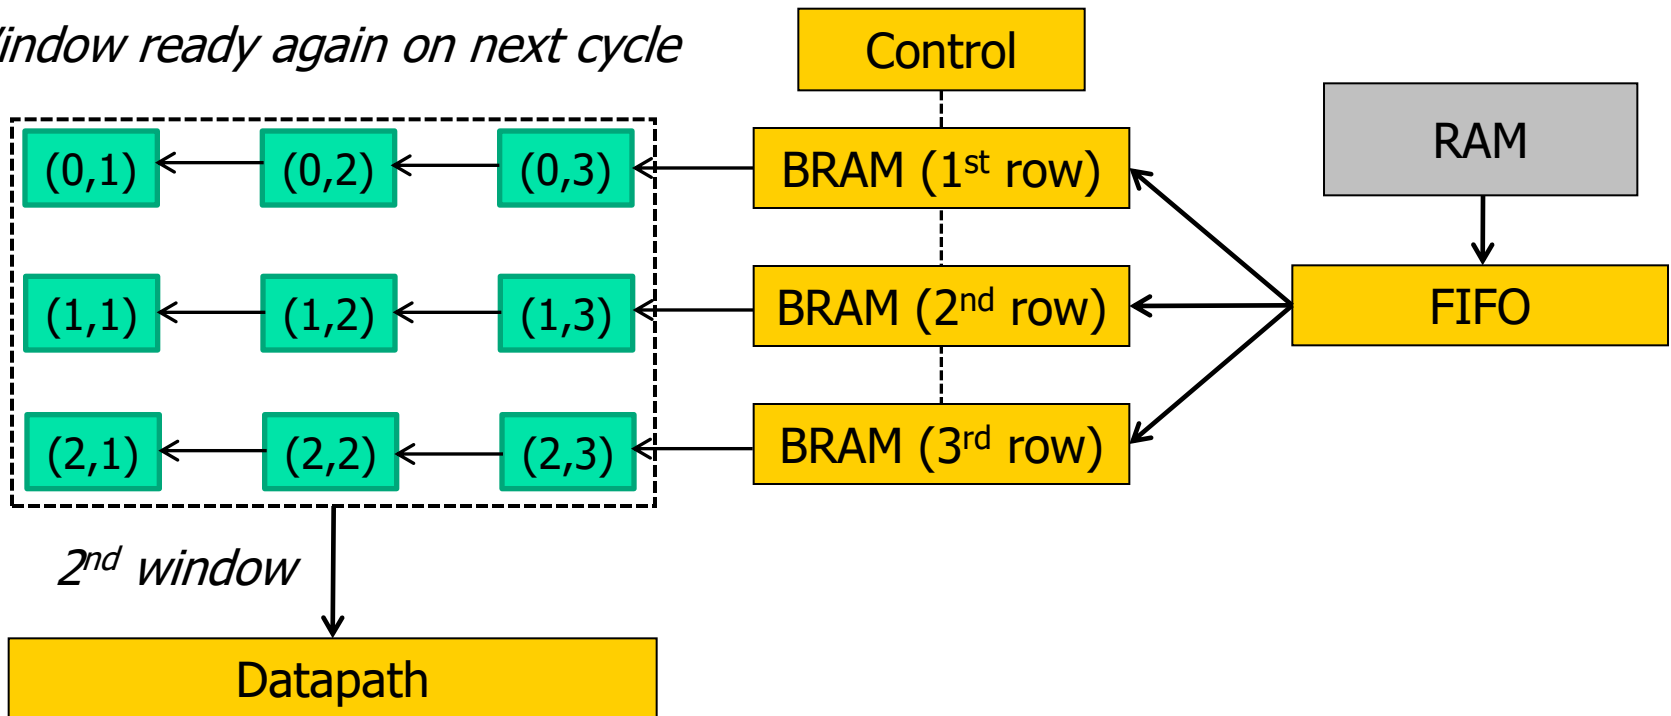 indow ready again on next cycle
Control
RAM
(0,1) (0,2) (0,3) BRAM (1st row)
(1,1) (1,2) (1,3) BRAM (2nd row) FIFO
(2,1) (2,2) (2,3) BRAM (3rd row)
2nd window
Datapath